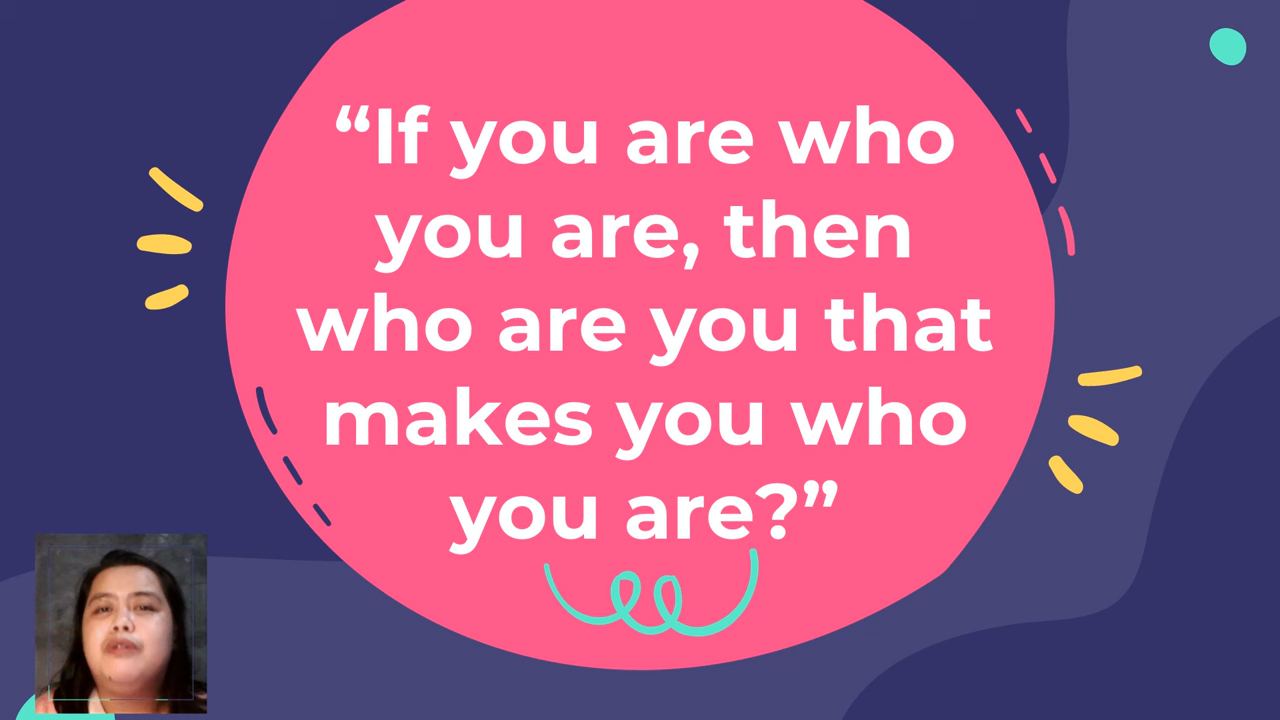 “If you are who
you are, then
who are you that
makes you who
you are?”